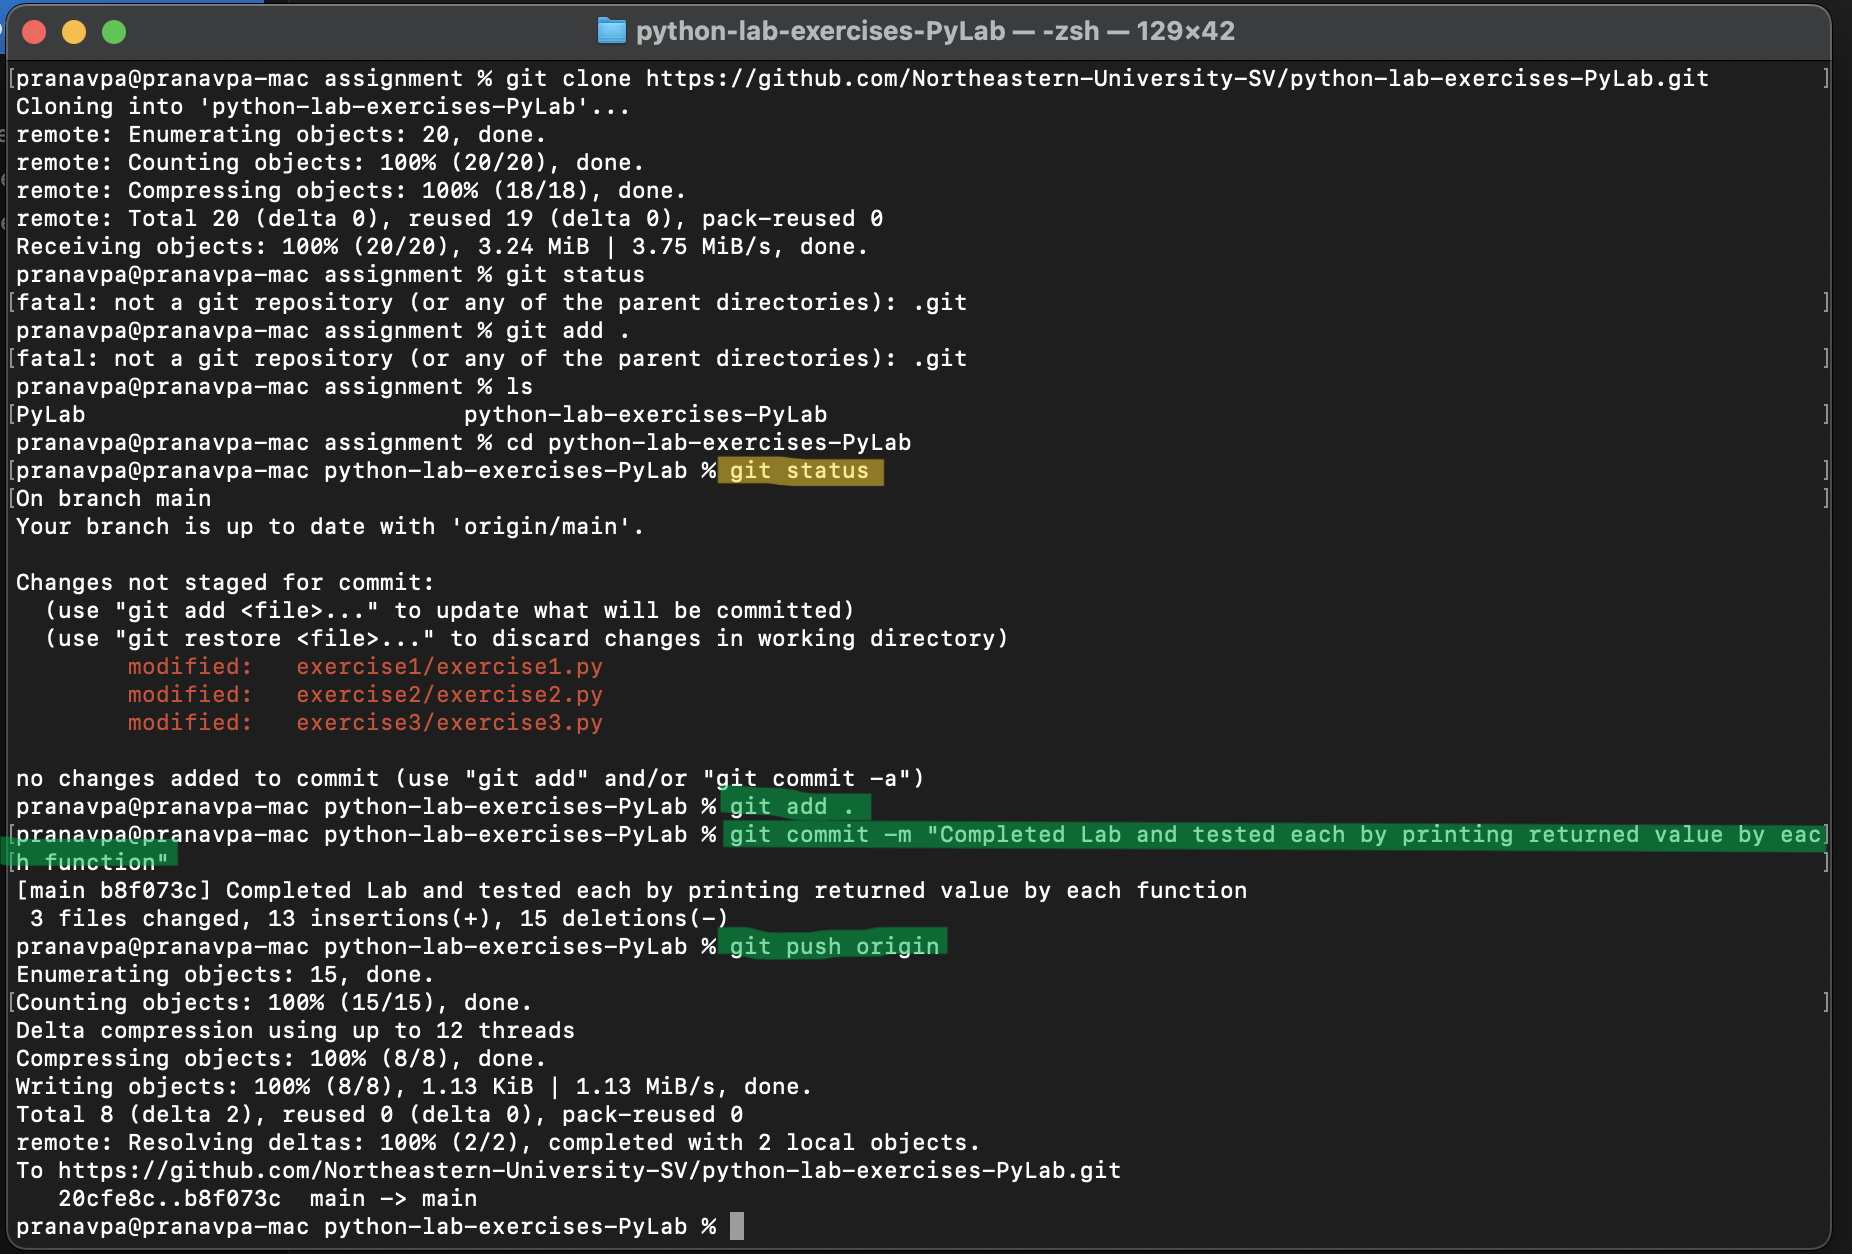 python-lab-exercises-PyLab — -zsh — 129×42
[pranavpa@pranavpa-mac assignment % git clone https://github.com/Northeastern-University-SV/python-lab-exercises-PyLab.git ]
Cloning into 'python-lab-exercises-PyLab'...
remote: Enumerating objects: 20, done.
remote: Counting objects: 100% (20/20), done.
remote: Compressing objects: 100% (18/18), done.
remote: Total 20 (delta 0), reused 19 (delta 0), pack-reused 0
Receiving objects: 100% (20/20), 3.24 MiB | 3.75 MiB/s, done.
pranavpa@pranavpa-mac assignment % git status
[fatal: not a git repository (or any of the parent directories): .git ]
pranavpa@pranavpa-mac assignment % git add .
[fatal: not a git repository (or any of the parent directories): .git ]
pranavpa@pranavpa-mac assignment % ls
[PyLab python-lab-exercises-PyLab ]
pranavpa@pranavpa-mac assignment % cd python-lab-exercises-PyLab
[pranavpa@pranavpa-mac python-lab-exercises-PyLab % git status ]
[On branch main ]
Your branch is up to date with 'origin/main'.
Changes not staged for commit:
(use "git add <file>..." to update what will be committed)
(use "git restore <file>..." to discard changes in working directory)
modified: exercise1/exercise1.py
modified: exercise2/exercise2.py
modified: exercise3/exercise3.py
no changes added to commit (use "git add" and/or "git commit -a")
pranavpa@pranavpa-mac python-lab-exercises-PyLab % git add .
[pranavpa@pranavpa-mac python-lab-exercises-PyLab % git commit -m "Completed Lab and tested each by printing returned value by eac]
[h function" ]
[main b8f073c] Completed Lab and tested each by printing returned value by each function
3 files changed, 13 insertions(+), 15 deletions(-)
pranavpa@pranavpa-mac python-lab-exercises-PyLab % git push origin
Enumerating objects: 15, done.
[Counting objects: 100% (15/15), done. ]
Delta compression using up to 12 threads
Compressing objects: 100% (8/8), done.
Writing objects: 100% (8/8), 1.13 KiB | 1.13 MiB/s, done.
Total 8 (delta 2), reused 0 (delta 0), pack-reused 0
remote: Resolving deltas: 100% (2/2), completed with 2 local objects.
To https://github.com/Northeastern-University-SV/python-lab-exercises-PyLab.git
20cfe8c..b8f073c main -> main
pranavpa@pranavpa-mac python-lab-exercises-PyLab %